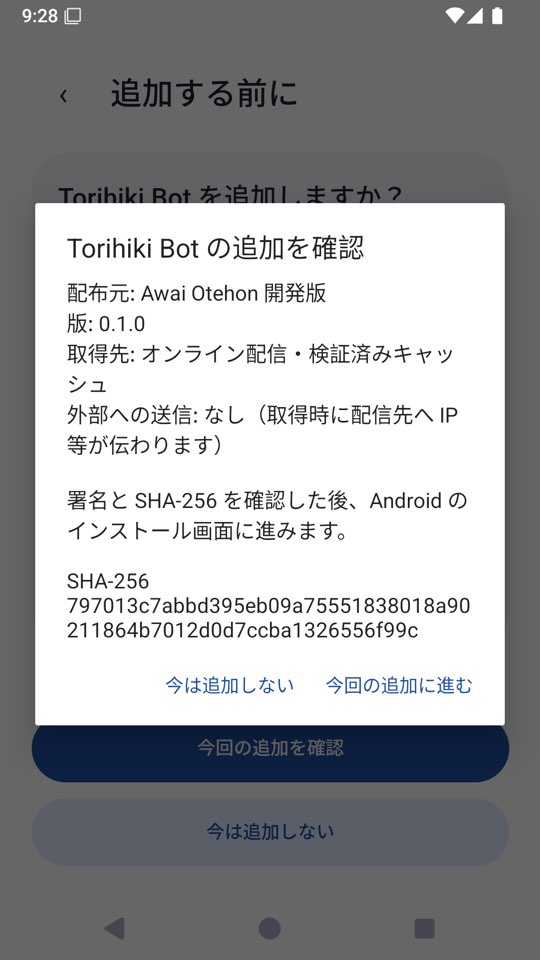 9:28
‹ 追加する前に
Torihiki Bot を追加しますか？
Torihiki Bot の追加を確認
配布元: Awai Otehon 開発版
版: 0.1.0
取得先: オンライン配信・検証済みキャッ
シュ
外部への送信: なし（取得時に配信先へ IP
等が伝わります）
署名と SHA-256 を確認した後、Android の
インストール画面に進みます。
SHA-256
797013c7abbd395eb09a75551838018a90
211864b7012d0d7ccba1326556f99c
今は追加しない 今回の追加に進む
今回の追加を確認
今は追加しない